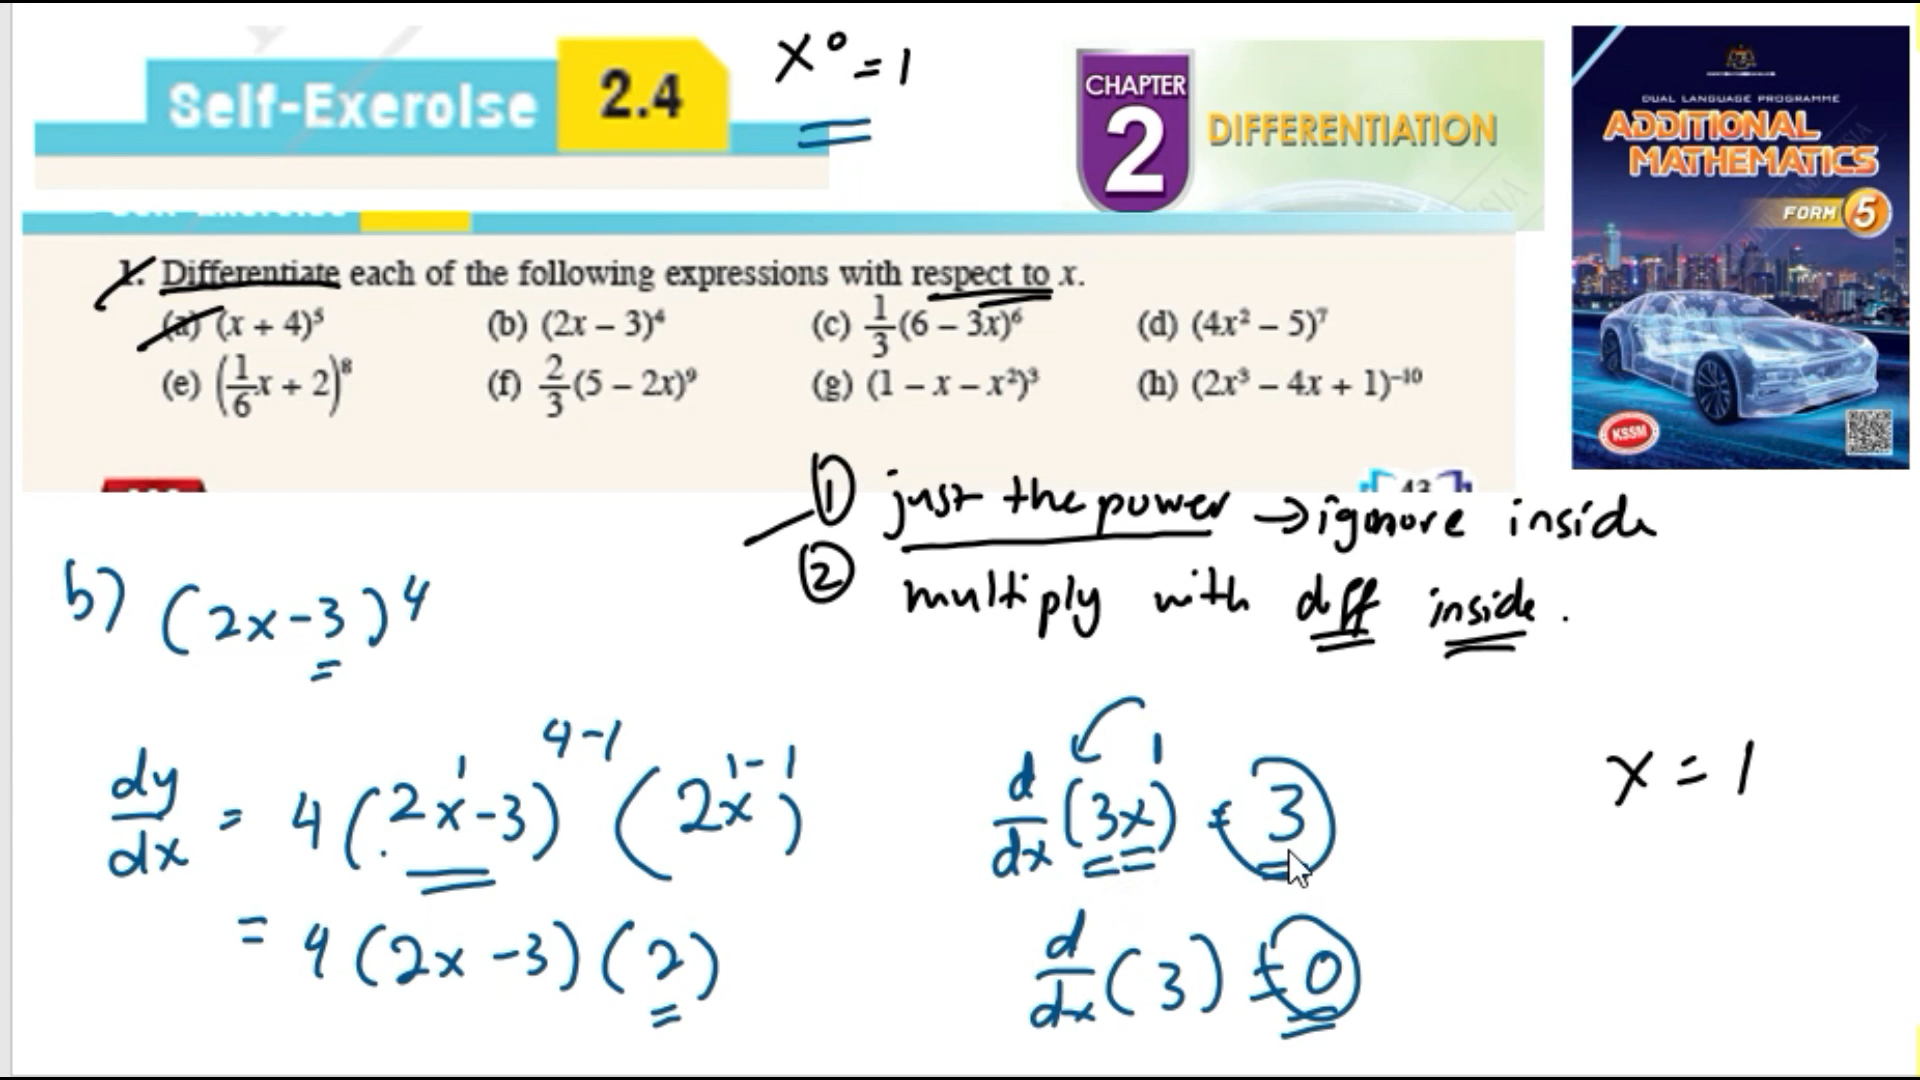 Self-Exercise 2.4
x⁰ = 1
CHAPTER 2 DIFFERENTIATION
DUAL LANGUAGE PROGRAMME
ADDITIONAL MATHEMATICS
FORM 5
KSSM
1. Differentiate each of the following expressions with respect to x.
(a) (x + 4)⁵ (b) (2x – 3)⁴ (c) 1/3(6 – 3x)⁶ (d) (4x² – 5)⁷
(e) (1/6x + 2)⁸ (f) 2/3(5 – 2x)⁹ (g) (1 – x – x²)³ (h) (2x³ – 4x + 1)⁻¹⁰
43
① just the power → ignore inside
② multiply with diff inside.
b) (2x-3)⁴
dy/dx = 4(2x¹-3)⁴⁻¹(2x¹⁻¹)
= 4(2x-3)(2)
d/dx(3x)¹ = 3
d/dx(3) = 0
x = 1